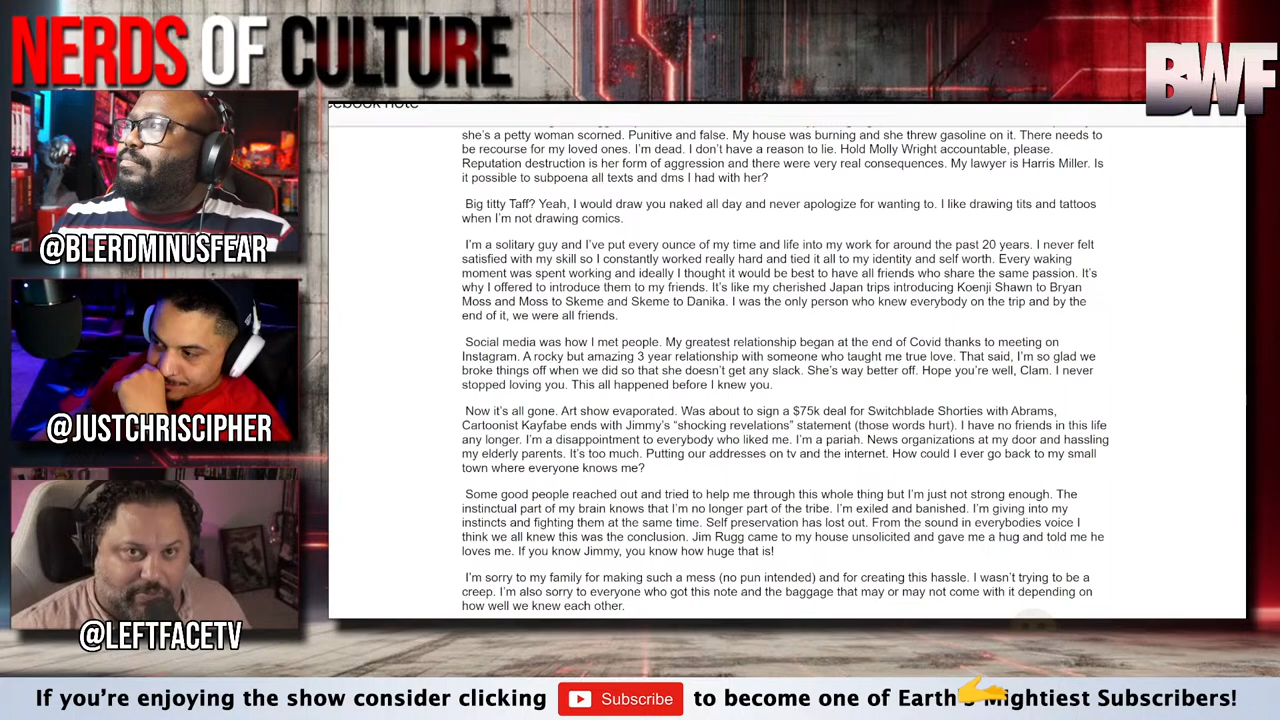 NERDS OF CULTURE
BWF
@BLERDMINUSFEAR
@JUSTCHRISCIPHER
@LEFTFACETV
she's a petty woman scorned. Punitive and false. My house was burning and she threw gasoline on it. There needs to
be recourse for my loved ones. I'm dead. I don't have a reason to lie. Hold Molly Wright accountable, please.
Reputation destruction is her form of aggression and there were very real consequences. My lawyer is Harris Miller. Is
it possible to subpoena all texts and dms I had with her?
Big titty Taff? Yeah, I would draw you naked all day and never apologize for wanting to. I like drawing tits and tattoos
when I'm not drawing comics.
I'm a solitary guy and I've put every ounce of my time and life into my work for around the past 20 years. I never felt
satisfied with my skill so I constantly worked really hard and tied it all to my identity and self worth. Every waking
moment was spent working and ideally I thought it would be best to have all friends who share the same passion. It's
why I offered to introduce them to my friends. It's like my cherished Japan trips introducing Koenji Shawn to Bryan
Moss and Moss to Skeme and Skeme to Danika. I was the only person who knew everybody on the trip and by the
end of it, we were all friends.
Social media was how I met people. My greatest relationship began at the end of Covid thanks to meeting on
Instagram. A rocky but amazing 3 year relationship with someone who taught me true love. That said, I'm so glad we
broke things off when we did so that she doesn't get any slack. She's way better off. Hope you're well, Clam. I never
stopped loving you. This all happened before I knew you.
Now it's all gone. Art show evaporated. Was about to sign a $75k deal for Switchblade Shorties with Abrams,
Cartoonist Kayfabe ends with Jimmy's "shocking revelations" statement (those words hurt). I have no friends in this life
any longer. I'm a disappointment to everybody who liked me. I'm a pariah. News organizations at my door and hassling
my elderly parents. It's too much. Putting our addresses on tv and the internet. How could I ever go back to my small
town where everyone knows me?
Some good people reached out and tried to help me through this whole thing but I'm just not strong enough. The
instinctual part of my brain knows that I'm no longer part of the tribe. I'm exiled and banished. I'm giving into my
instincts and fighting them at the same time. Self preservation has lost out. From the sound in everybodies voice I
think we all knew this was the conclusion. Jim Rugg came to my house unsolicited and gave me a hug and told me he
loves me. If you know Jimmy, you know how huge that is!
I'm sorry to my family for making such a mess (no pun intended) and for creating this hassle. I wasn't trying to be a
creep. I'm also sorry to everyone who got this note and the baggage that may or may not come with it depending on
how well we knew each other.
If you're enjoying the show consider clicking Subscribe to become one of Earth's Mightiest Subscribers!